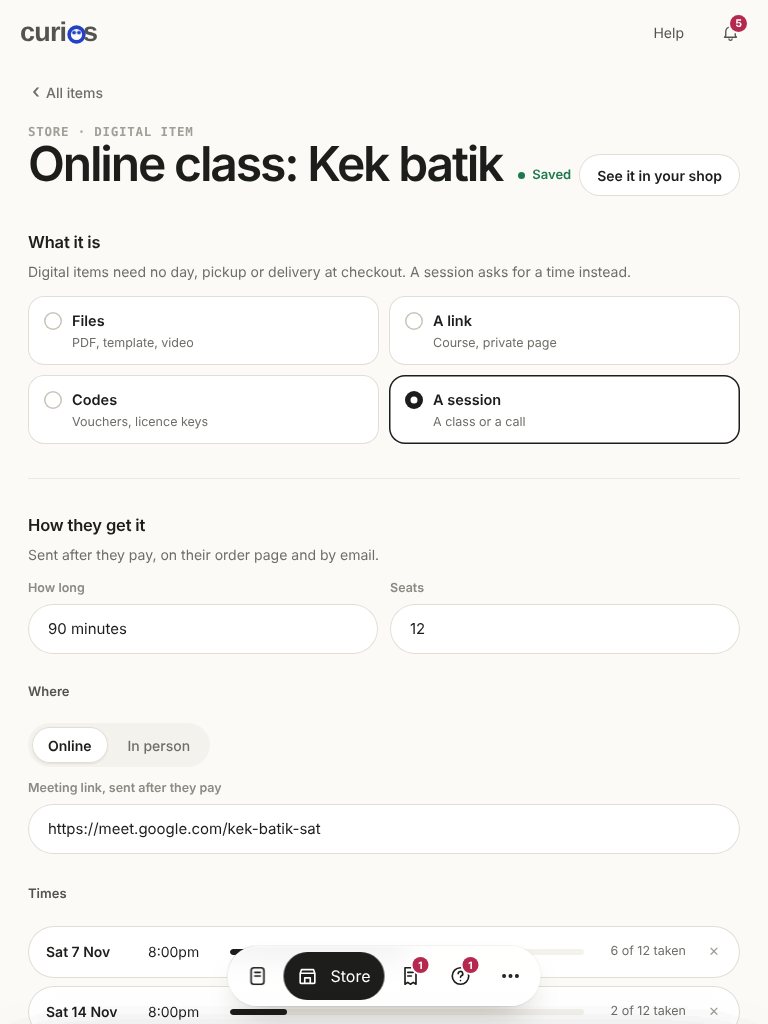 curios
Help
5
All items
STORE · DIGITAL ITEM
Online class: Kek batik
Saved
See it in your shop
What it is
Digital items need no day, pickup or delivery at checkout. A session asks for a time instead.
Files
PDF, template, video
A link
Course, private page
Codes
Vouchers, licence keys
A session
A class or a call
How they get it
Sent after they pay, on their order page and by email.
How long
Seats
90 minutes
12
Where
Online
In person
Meeting link, sent after they pay
https://meet.google.com/kek-batik-sat
Times
Sat 7 Nov
8:00pm
6 of 12 taken
×
Store
1
1
Sat 14 Nov
8:00pm
2 of 12 taken
×